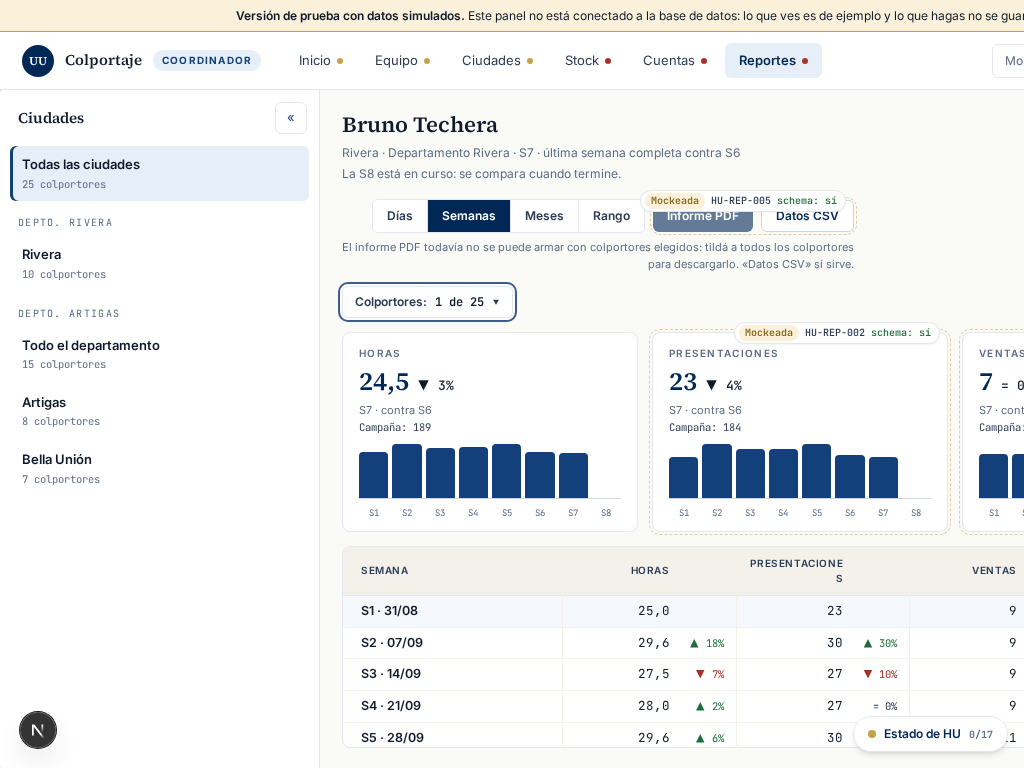 Versión de prueba con datos simulados. Este panel no está conectado a la base de datos: lo que ves es de ejemplo y lo que hagas no se
UU Colportaje COORDINADOR Inicio Equipo Ciudades Stock Cuentas Reportes
Ciudades «
Todas las ciudades
25 colportores
DEPTO. RIVERA
Rivera
10 colportores
DEPTO. ARTIGAS
Todo el departamento
15 colportores
Artigas
8 colportores
Bella Unión
7 colportores
N
Bruno Techera
Rivera · Departamento Rivera · S7 · última semana completa contra S6
La S8 está en curso: se compara cuando termine.
Mockeada HU-REP-005 schema: sí
Días Semanas Meses Rango Informe PDF Datos CSV
El informe PDF todavía no se puede armar con colportores elegidos: tildá a todos los colportores
para descargarlo. «Datos CSV» sí sirve.
Colportores: 1 de 25 ▼
HORAS
24,5 ▼ 3%
S7 · contra S6
Campaña: 189
S1 S2 S3 S4 S5 S6 S7 S8
Mockeada HU-REP-002 schema: sí
PRESENTACIONES
23 ▼ 4%
S7 · contra S6
Campaña: 184
S1 S2 S3 S4 S5 S6 S7 S8
VENTAS
7 = 0
S7 · contra
Campaña:
S1
SEMANA HORAS PRESENTACIONE
S VENTAS
S1 · 31/08 25,0 23 9
S2 · 07/09 29,6 ▲ 18% 30 ▲ 30% 9
S3 · 14/09 27,5 ▼ 7% 27 ▼ 10% 9
S4 · 21/09 28,0 ▲ 2% 27 = 0% 9
S5 · 28/09 29,6 ▲ 6% 30
Estado de HU 0/17